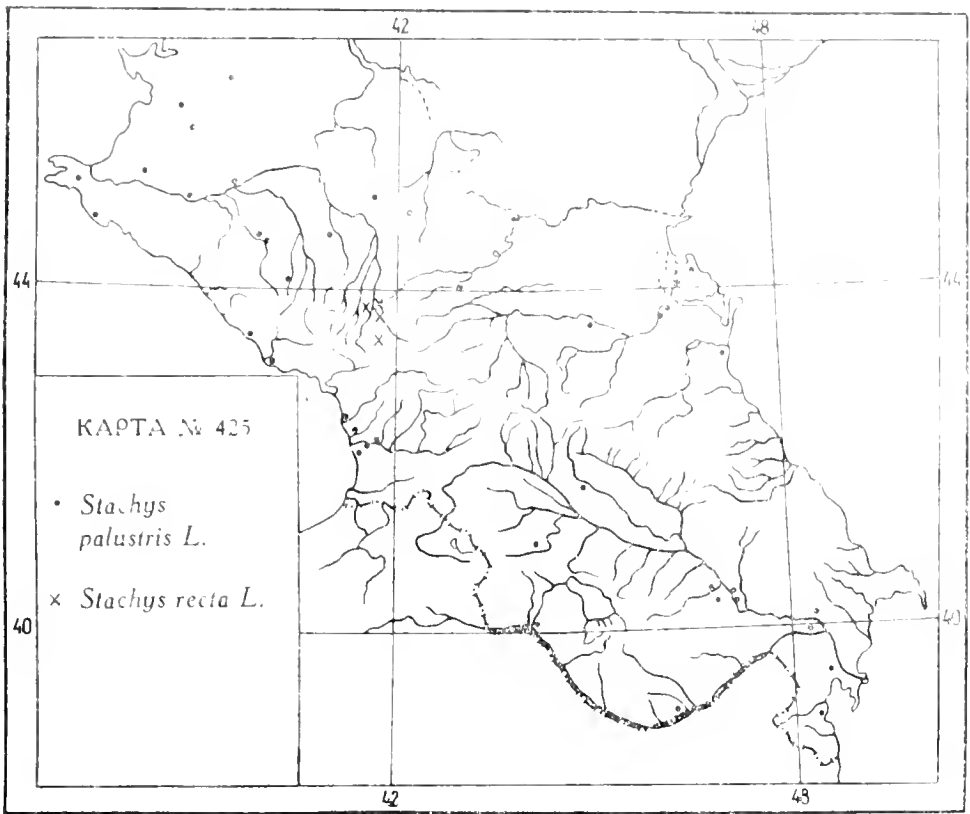 42 48
44 44
КАРТА № 425
• Stachys
palustris L.
× Stachys recta L.
40 40
42 48